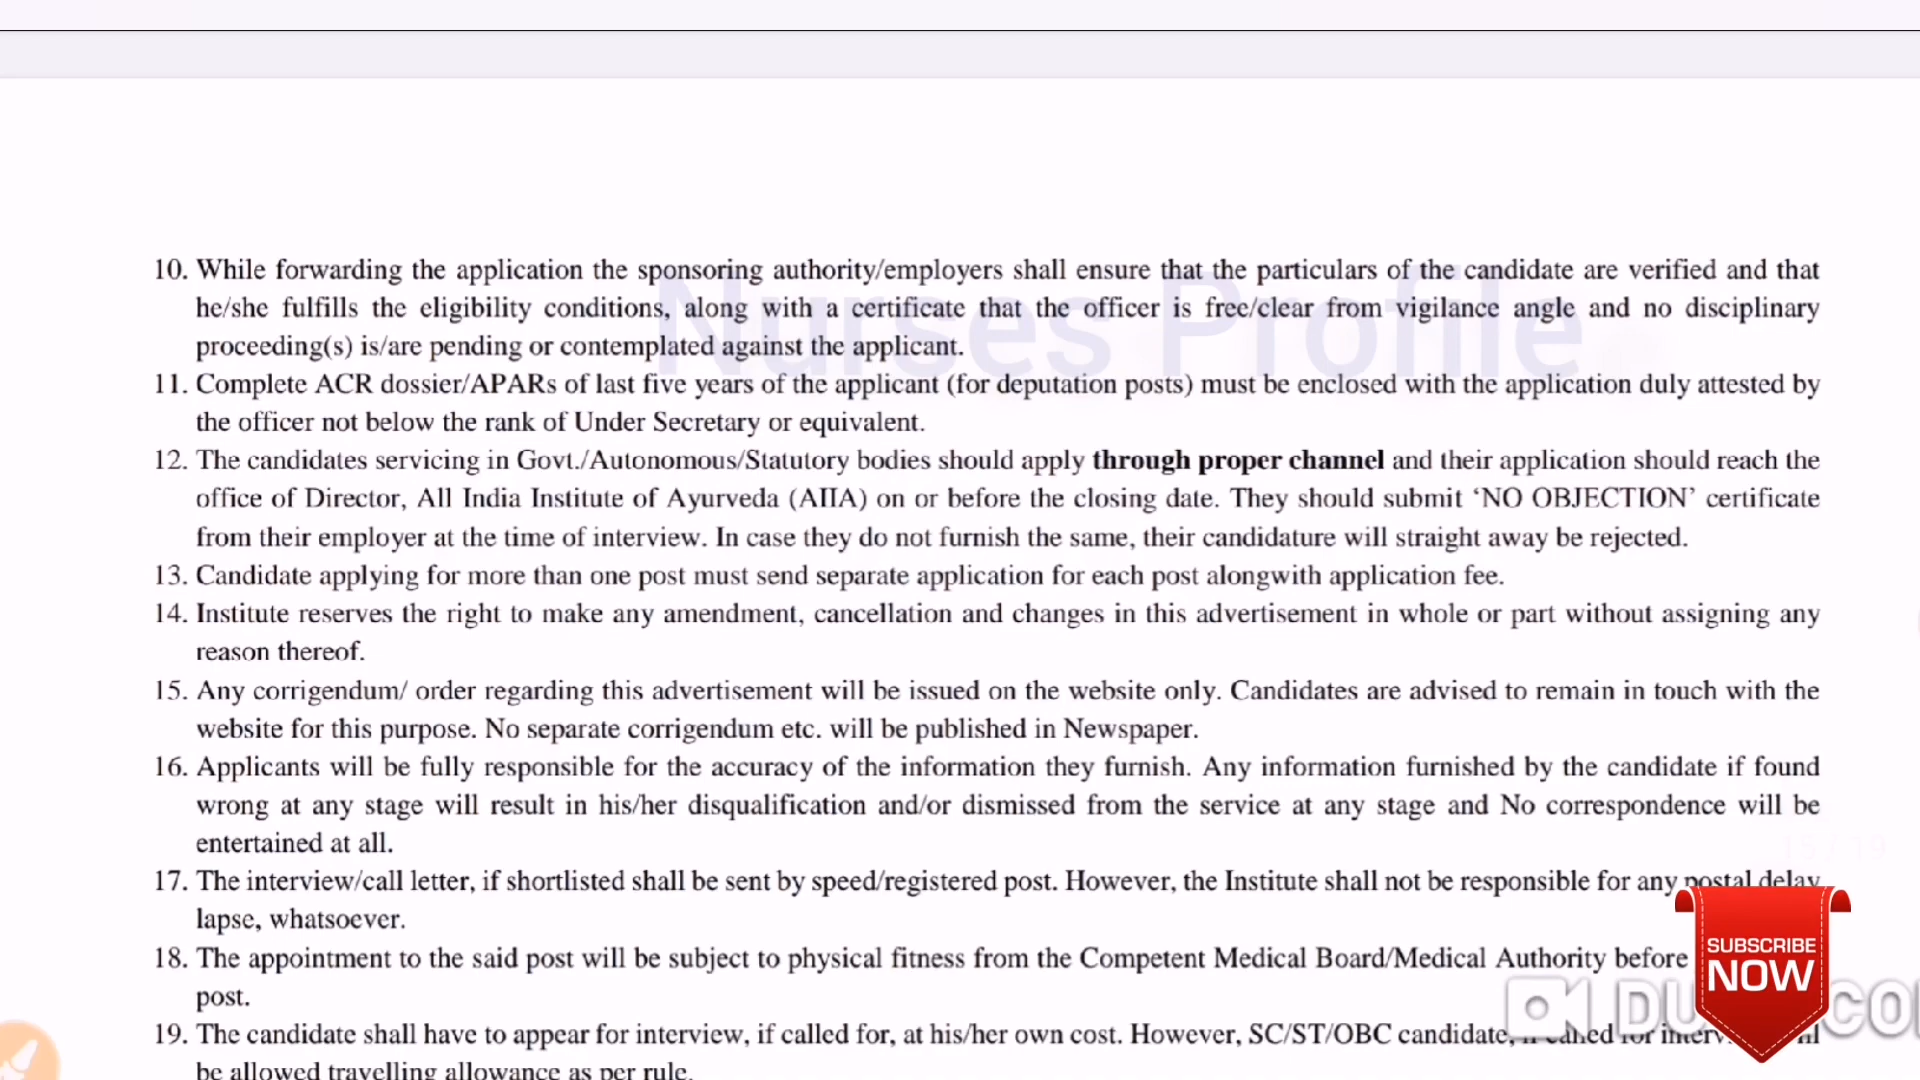 Nurses Profile
10. While forwarding the application the sponsoring authority/employers shall ensure that the particulars of the candidate are verified and that
he/she fulfills the eligibility conditions, along with a certificate that the officer is free/clear from vigilance angle and no disciplinary
proceeding(s) is/are pending or contemplated against the applicant.
11. Complete ACR dossier/APARs of last five years of the applicant (for deputation posts) must be enclosed with the application duly attested by
the officer not below the rank of Under Secretary or equivalent.
12. The candidates servicing in Govt./Autonomous/Statutory bodies should apply through proper channel and their application should reach the
office of Director, All India Institute of Ayurveda (AIIA) on or before the closing date. They should submit ‘NO OBJECTION’ certificate
from their employer at the time of interview. In case they do not furnish the same, their candidature will straight away be rejected.
13. Candidate applying for more than one post must send separate application for each post alongwith application fee.
14. Institute reserves the right to make any amendment, cancellation and changes in this advertisement in whole or part without assigning any
reason thereof.
15. Any corrigendum/ order regarding this advertisement will be issued on the website only. Candidates are advised to remain in touch with the
website for this purpose. No separate corrigendum etc. will be published in Newspaper.
16. Applicants will be fully responsible for the accuracy of the information they furnish. Any information furnished by the candidate if found
wrong at any stage will result in his/her disqualification and/or dismissed from the service at any stage and No correspondence will be
entertained at all.
15 / 19
17. The interview/call letter, if shortlisted shall be sent by speed/registered post. However, the Institute shall not be responsible for any postal delay
lapse, whatsoever.
18. The appointment to the said post will be subject to physical fitness from the Competent Medical Board/Medical Authority before
post.
SUBSCRIBE
NOW
19. The candidate shall have to appear for interview, if called for, at his/her own cost. However, SC/ST/OBC candidate, if called for
be allowed travelling allowance as per rule.